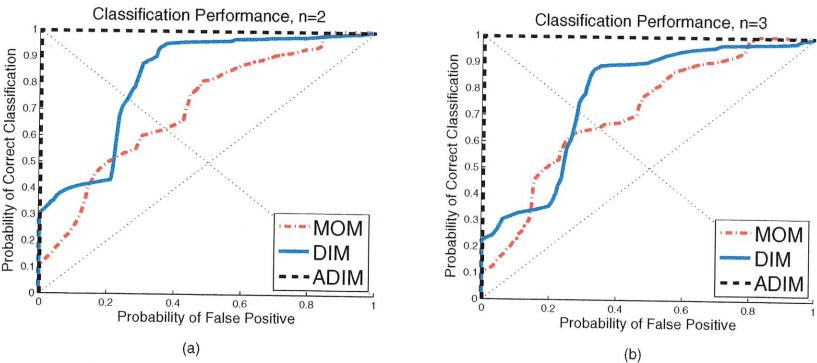 Classification Performance, n=2
1
0.9
0.8
0.7
0.6
0.5
0.4
0.3
0.2
0.1
0
Probability of Correct Classification
MOM
DIM
ADIM
0
0.2
0.4
0.6
0.8
1
Probability of False Positive
(a)
Classification Performance, n=3
1
0.9
0.8
0.7
0.6
0.5
0.4
0.3
0.2
0.1
0
Probability of Correct Classification
MOM
DIM
ADIM
0
0.2
0.4
0.6
0.8
1
Probability of False Positive
(b)